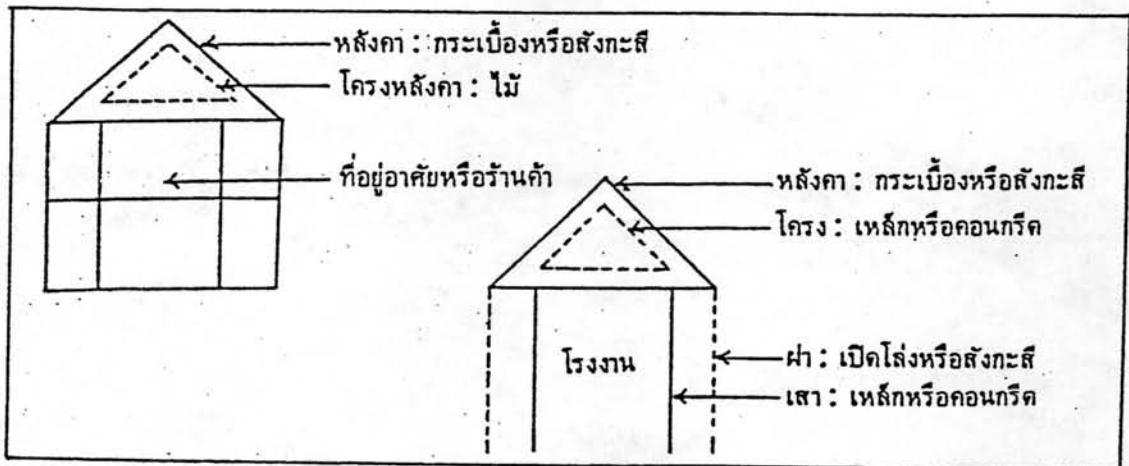 หลังคา : กระเบื้องหรือสังกะสี
โครงหลังคา : ไม้
ที่อยู่อาศัยหรือร้านค้า
หลังคา : กระเบื้องหรือสังกะสี
โครง : เหล็กหรือคอนกรีต
โรงงาน
ฝา : เปิดโล่งหรือสังกะสี
เสา : เหล็กหรือคอนกรีต